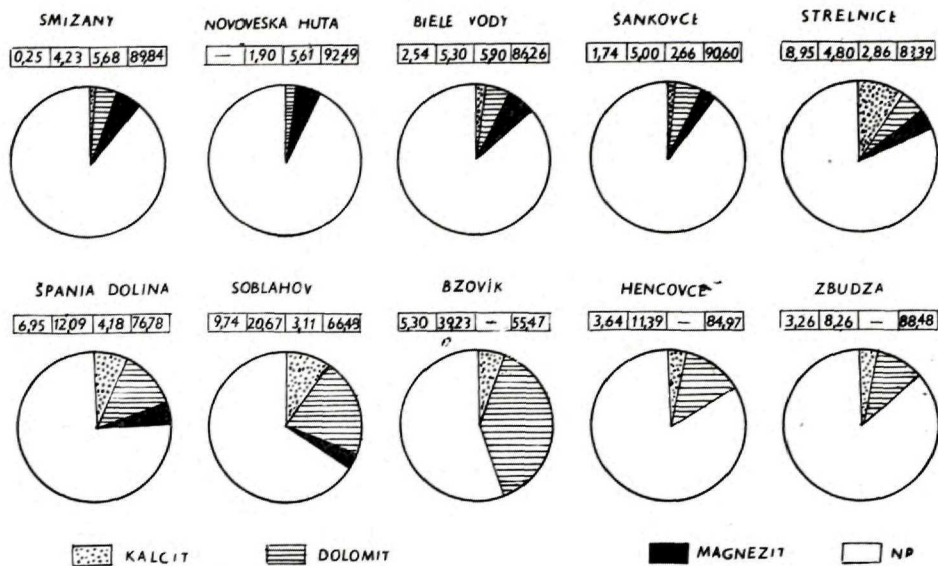 SMIŽANY NOVOVESKA HUTA BIELE VODY ŠANKOVCE STRELNICE
0,25 4,23 5,68 89,84 — 1,90 5,61 92,49 2,54 5,30 5,90 86,26 1,74 5,00 2,66 90,60 8,95 4,80 2,86 83,39
ŠPANIA DOLINA SOBLAHOV BZOVÍK HENCOVCE ZBUDZA
6,95 12,09 4,18 76,78 9,74 20,67 3,11 66,48 5,30 39,23 — 55,47 3,64 11,39 — 84,97 3,26 8,26 — 88,48
KALCIT DOLOMIT MAGNEZIT NP